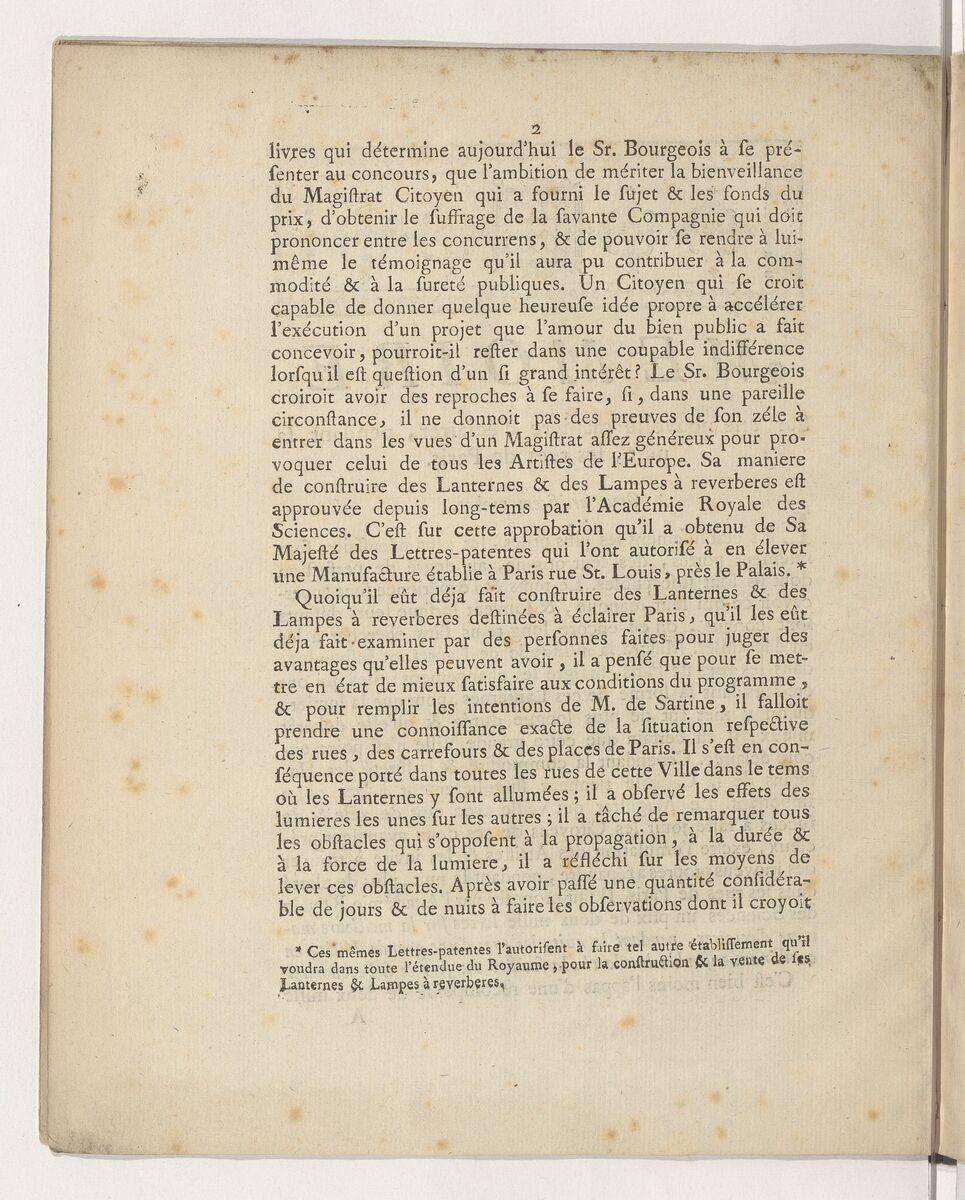 2
livres qui détermine aujourd'hui le Sr. Bourgeois à ſe pré-
ſenter au concours, que l'ambition de mériter la bienveillance
du Magiſtrat Citoyen qui a fourni le ſujet & les fonds du
prix, d'obtenir le ſuffrage de la ſavante Compagnie qui doit
prononcer entre les concurrens, & de pouvoir ſe rendre à lui-
même le témoignage qu'il aura pu contribuer à la com-
modité & à la ſureté publiques. Un Citoyen qui ſe croit
capable de donner quelque heureuſe idée propre à accélérer
l'exécution d'un projet que l'amour du bien public a fait
concevoir, pourroit-il reſter dans une coupable indifférence
lorſqu'il eſt queſtion d'un ſi grand intérêt? Le Sr. Bourgeois
croiroit avoir des reproches à ſe faire, ſi, dans une pareille
circonſtance, il ne donnoit pas des preuves de ſon zéle à
entrer dans les vues d'un Magiſtrat aſſez généreux pour pro-
voquer celui de tous les Artiſtes de l'Europe. Sa maniere
de conſtruire des Lanternes & des Lampes à reverberes eſt
approuvée depuis long-tems par l'Académie Royale des
Sciences. C'eſt ſur cette approbation qu'il a obtenu de Sa
Majeſté des Lettres-patentes qui l'ont autoriſé à en élever
une Manufacture établie à Paris rue St. Louis, près le Palais. *
Quoiqu'il eût déja fait conſtruire des Lanternes & des
Lampes à reverberes deſtinées à éclairer Paris, qu'il les eût
déja fait examiner par des perſonnes faites pour juger des
avantages qu'elles peuvent avoir, il a penſé que pour ſe met-
tre en état de mieux ſatisfaire aux conditions du programme,
& pour remplir les intentions de M. de Sartine, il falloit
prendre une connoiſſance exacte de la ſituation reſpective
des rues, des carrefours & des places de Paris. Il s'eſt en con-
ſéquence porté dans toutes les rues de cette Ville dans le tems
où les Lanternes y ſont allumées; il a obſervé les effets des
lumieres les unes ſur les autres; il a tâché de remarquer tous
les obſtacles qui s'oppoſent à la propagation, à la durée &
à la force de la lumiere, il a réfléchi ſur les moyens de
lever ces obſtacles. Après avoir paſſé une quantité conſidéra-
ble de jours & de nuits à faire les obſervations dont il croyoit
* Ces mêmes Lettres-patentes l'autoriſent à faire tel autre établiſſement qu'il
voudra dans toute l'étendue du Royaume, pour la conſtruction & la vente de ſes
Lanternes & Lampes à reverberes,